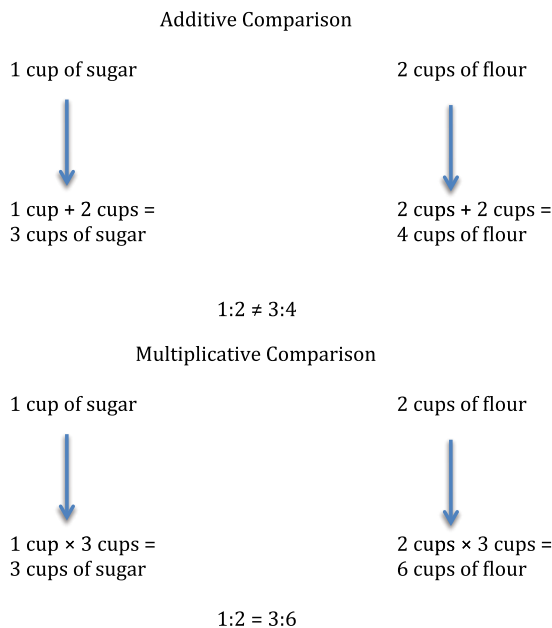 Additive Comparison
1 cup of sugar 2 cups of flour
1 cup + 2 cups = 2 cups + 2 cups =
3 cups of sugar 4 cups of flour
1:2 ≠ 3:4
Multiplicative Comparison
1 cup of sugar 2 cups of flour
1 cup × 3 cups = 2 cups × 3 cups =
3 cups of sugar 6 cups of flour
1:2 = 3:6